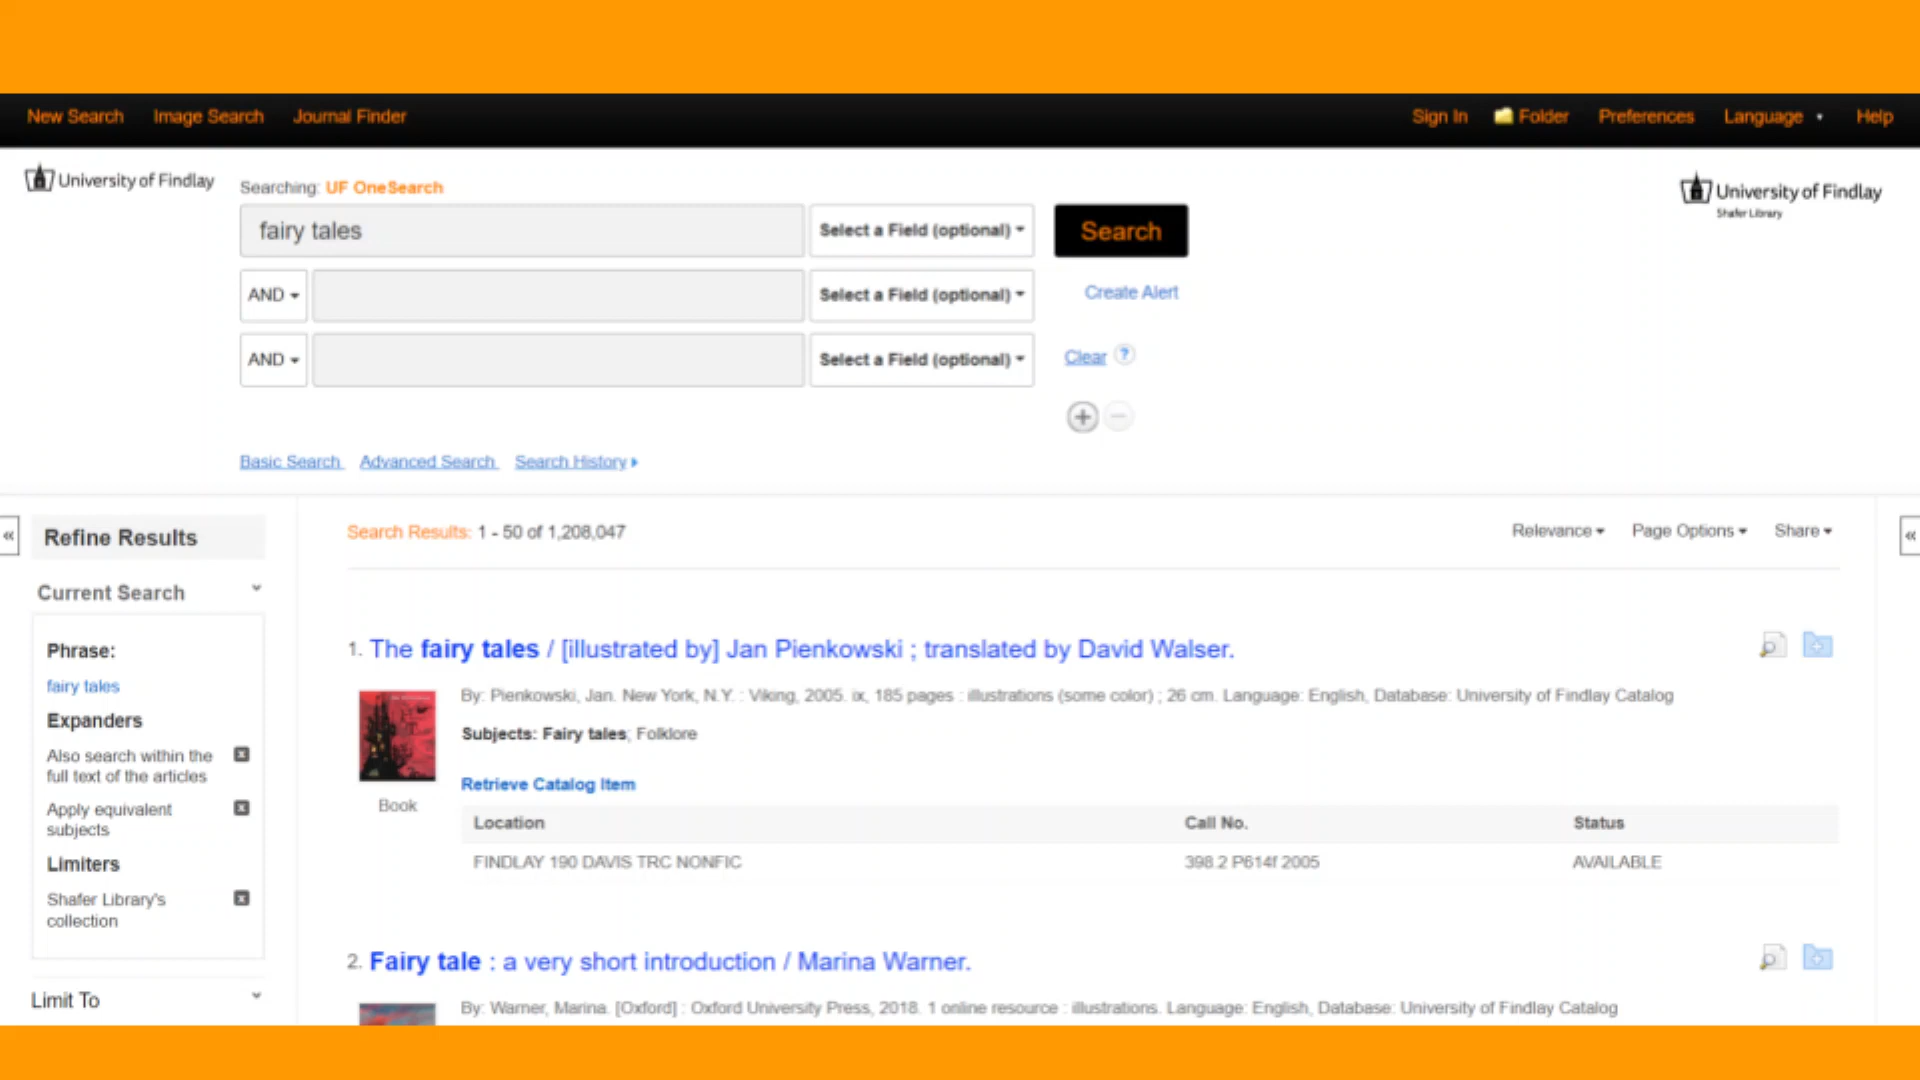 New Search Image Search Journal Finder Sign In Folder Preferences Language Help
University of Findlay
Searching: UF OneSearch
University of Findlay
Shafer Library
fairy tales Select a Field (optional) Search
AND Select a Field (optional) Create Alert
AND Select a Field (optional) Clear ?
Basic Search Advanced Search Search History
Refine Results
Current Search
Phrase:
fairy tales
Expanders
Also search within the
full text of the articles
Apply equivalent
subjects
Limiters
Shafer Library's
collection
Limit To
Search Results: 1 - 50 of 1,208,047 Relevance Page Options Share
1. The fairy tales / [illustrated by] Jan Pienkowski ; translated by David Walser.
By: Pienkowski, Jan. New York, N.Y. : Viking, 2005. ix, 185 pages : illustrations (some color) ; 26 cm. Language: English, Database: University of Findlay Catalog
Subjects: Fairy tales; Folklore
Book
Retrieve Catalog Item
Location Call No. Status
FINDLAY 190 DAVIS TRC NONFIC 398.2 P614f 2005 AVAILABLE
2. Fairy tale : a very short introduction / Marina Warner.
By: Warner, Marina. [Oxford] : Oxford University Press, 2018. 1 online resource : illustrations. Language: English, Database: University of Findlay Catalog